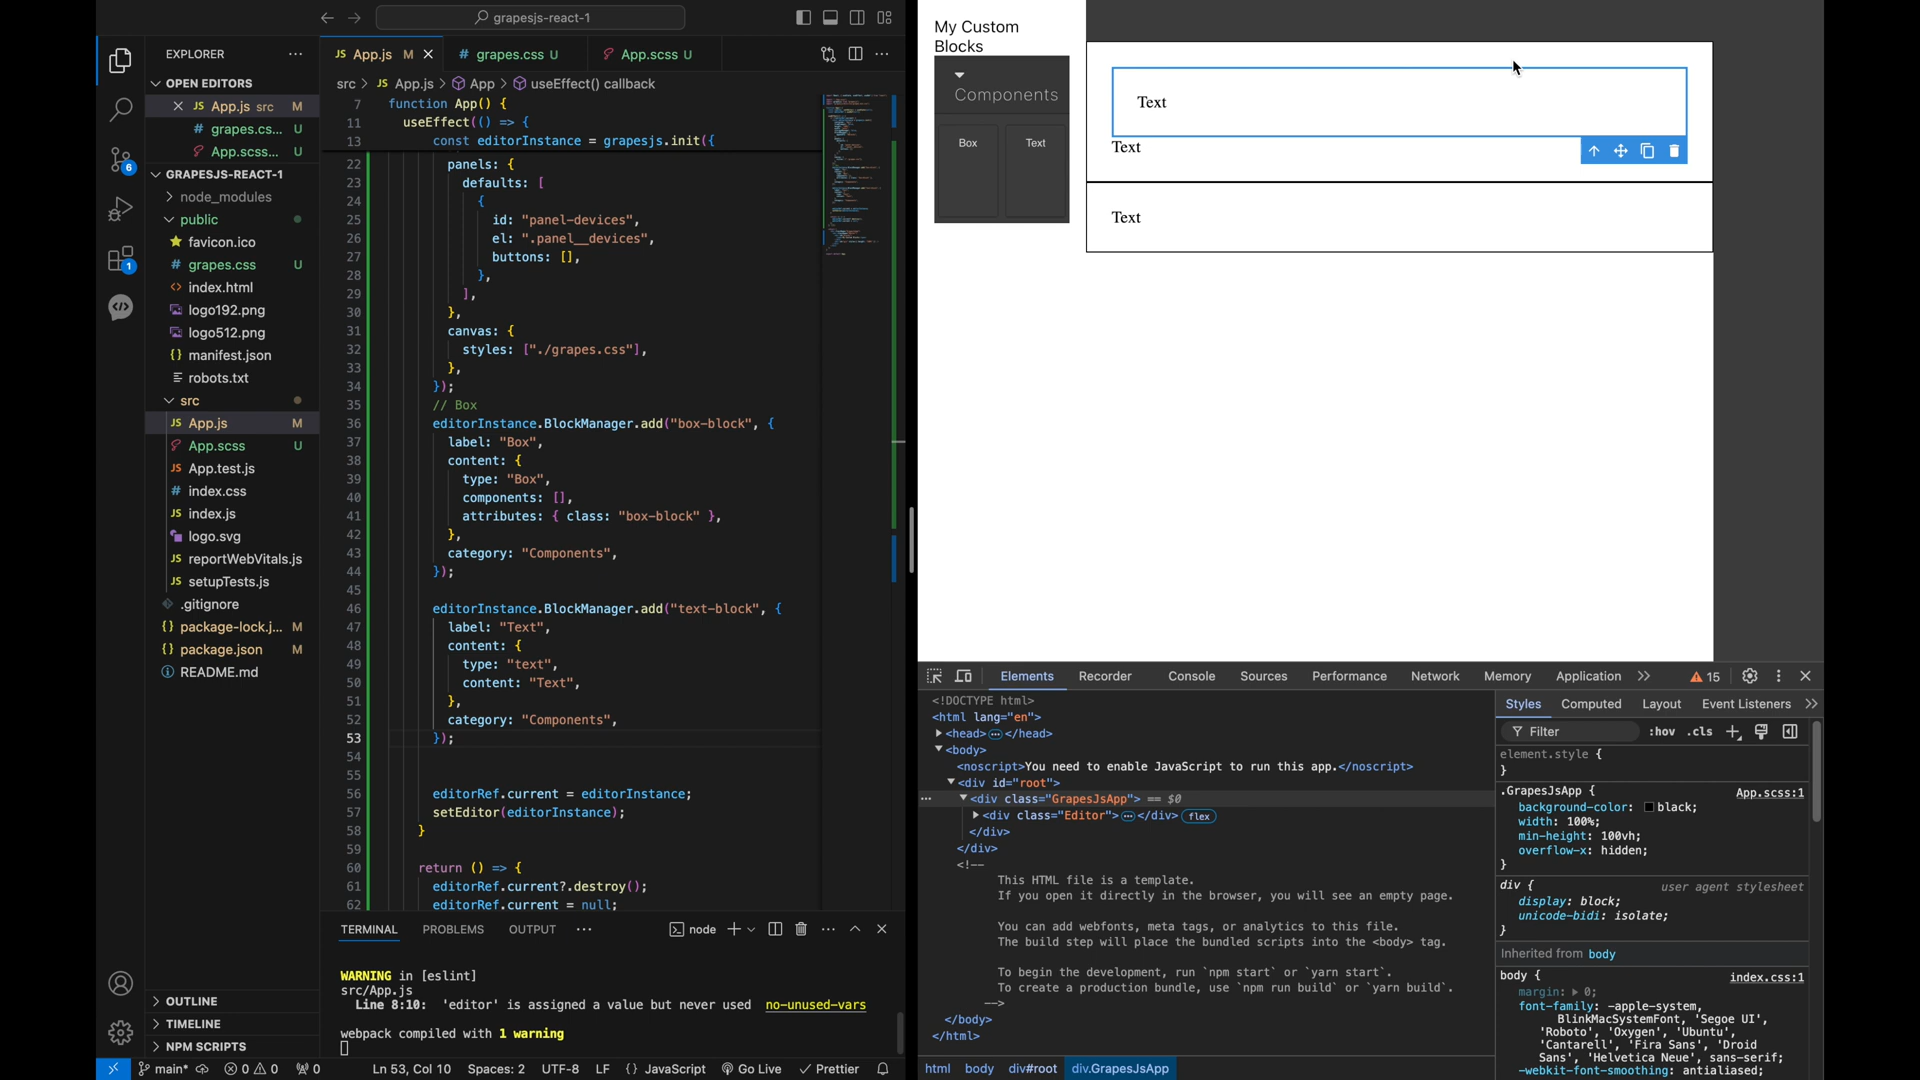 grapesjs-react-1
EXPLORER
OPEN EDITORS
JS App.js src M
# grapes.cs... U
App.scss... U
GRAPESJS-REACT-1
node_modules
public
favicon.ico
# grapes.css U
<> index.html
logo192.png
logo512.png
{} manifest.json
robots.txt
src
JS App.js M
App.scss U
JS App.test.js
# index.css
JS index.js
logo.svg
JS reportWebVitals.js
JS setupTests.js
.gitignore
{} package-lock.j... M
{} package.json M
README.md
OUTLINE
TIMELINE
NPM SCRIPTS
6
1
JS App.js M
# grapes.css U
App.scss U
src > JS App.js > App > useEffect() callback
7 function App() {
11 useEffect(() => {
13 const editorInstance = grapesjs.init({
22 panels: {
23 defaults: [
24 {
25 id: "panel-devices",
26 el: ".panel__devices",
27 buttons: [],
28 },
29 ],
30 },
31 canvas: {
32 styles: ["./grapes.css"],
33 },
34 });
35 // Box
36 editorInstance.BlockManager.add("box-block", {
37 label: "Box",
38 content: {
39 type: "Box",
40 components: [],
41 attributes: { class: "box-block" },
42 },
43 category: "Components",
44 });
45
46 editorInstance.BlockManager.add("text-block", {
47 label: "Text",
48 content: {
49 type: "text",
50 content: "Text",
51 },
52 category: "Components",
53 });
54
55
56 editorRef.current = editorInstance;
57 setEditor(editorInstance);
58 }
59
60 return () => {
61 editorRef.current?.destroy();
62 editorRef.current = null;
TERMINAL PROBLEMS OUTPUT
node
WARNING in [eslint]
src/App.js
Line 8:10: 'editor' is assigned a value but never used no-unused-vars
webpack compiled with 1 warning
main* 0 0 0 Ln 53, Col 10 Spaces: 2 UTF-8 LF {} JavaScript Go Live Prettier
My Custom
Blocks
Components
Box Text
Text
Text
Text
Elements Recorder Console Sources Performance Network Memory Application 15
<!DOCTYPE html>
<html lang="en">
<head> </head>
<body>
<noscript>You need to enable JavaScript to run this app.</noscript>
<div id="root">
<div class="GrapesJsApp"> == $0
<div class="Editor"> </div> flex
</div>
</div>
<!--
This HTML file is a template.
If you open it directly in the browser, you will see an empty page.
You can add webfonts, meta tags, or analytics to this file.
The build step will place the bundled scripts into the <body> tag.
To begin the development, run `npm start` or `yarn start`.
To create a production bundle, use `npm run build` or `yarn build`.
-->
</body>
</html>
html body div#root div.GrapesJsApp
Styles Computed Layout Event Listeners
Filter :hov .cls
element.style {
}
.GrapesJsApp { App.scss:1
background-color: black;
width: 100%;
min-height: 100vh;
overflow-x: hidden;
}
div { user agent stylesheet
display: block;
unicode-bidi: isolate;
}
Inherited from body
body { index.css:1
margin: 0;
font-family: -apple-system,
BlinkMacSystemFont, 'Segoe UI',
'Roboto', 'Oxygen', 'Ubuntu',
'Cantarell', 'Fira Sans', 'Droid
Sans', 'Helvetica Neue', sans-serif;
-webkit-font-smoothing: antialiased;